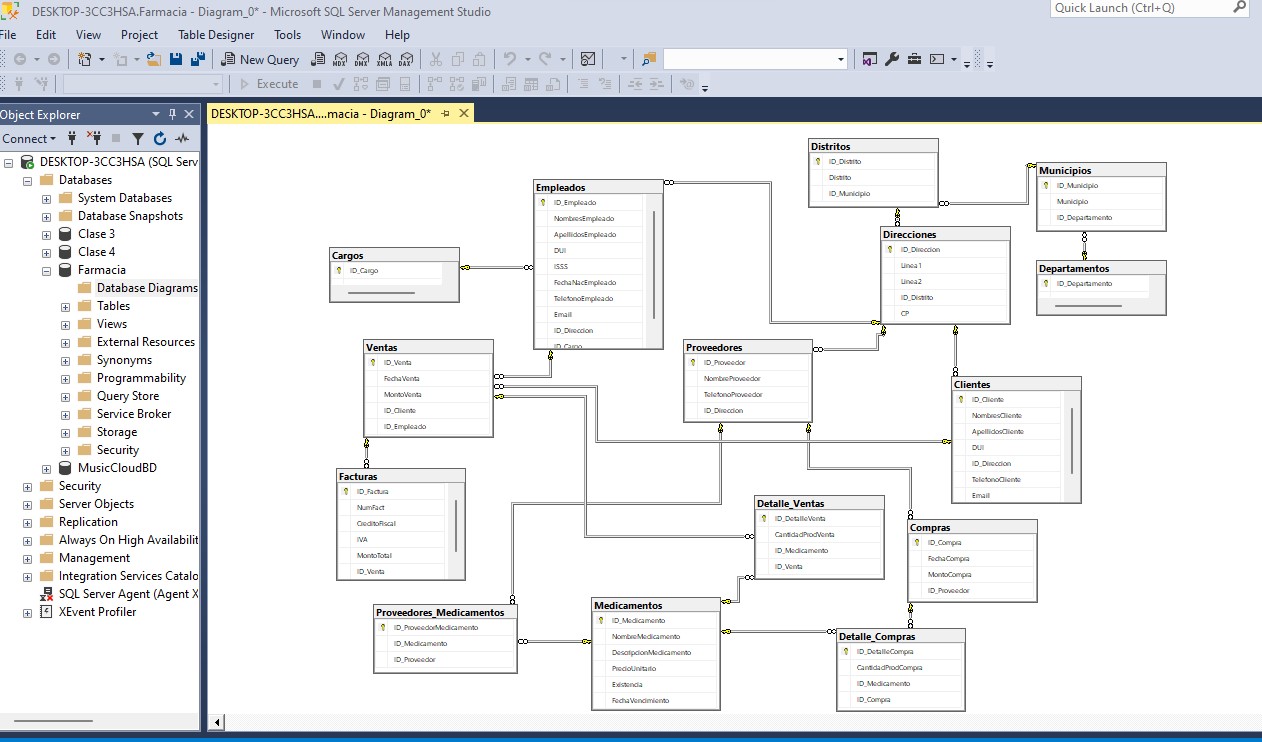 DESKTOP-3CC3HSA.Farmacia - Diagram_0* - Microsoft SQL Server Management Studio
Quick Launch (Ctrl+Q)
File Edit View Project Table Designer Tools Window Help
New Query
MDX DMX XMLA DAX
Execute
Object Explorer
Connect
DESKTOP-3CC3HSA (SQL Serv
Databases
System Databases
Database Snapshots
Clase 3
Clase 4
Farmacia
Database Diagrams
Tables
Views
External Resources
Synonyms
Programmability
Query Store
Service Broker
Storage
Security
MusicCloudBD
Security
Server Objects
Replication
Always On High Availabilit
Management
Integration Services Catalo
SQL Server Agent (Agent X
XEvent Profiler
DESKTOP-3CC3HSA....macia - Diagram_0*
Distritos
ID_Distrito
Distrito
ID_Municipio
Municipios
ID_Municipio
Municipio
ID_Departamento
Empleados
ID_Empleado
NombresEmpleado
ApellidosEmpleado
DUI
ISSS
FechaNacEmpleado
TelefonoEmpleado
Email
ID_Direccion
ID_Cargo
Direcciones
ID_Direccion
Linea1
Linea2
ID_Distrito
CP
Cargos
ID_Cargo
Departamentos
ID_Departamento
Ventas
ID_Venta
FechaVenta
MontoVenta
ID_Cliente
ID_Empleado
Proveedores
ID_Proveedor
NombreProveedor
TelefonoProveedor
ID_Direccion
Clientes
ID_Cliente
NombresCliente
ApellidosCliente
DUI
ID_Direccion
TelefonoCliente
Email
Facturas
ID_Factura
NumFact
CreditoFiscal
IVA
MontoTotal
ID_Venta
Detalle_Ventas
ID_DetalleVenta
CantidadProdVenta
ID_Medicamento
ID_Venta
Compras
ID_Compra
FechaCompra
MontoCompra
ID_Proveedor
Proveedores_Medicamentos
ID_ProveedorMedicamento
ID_Medicamento
ID_Proveedor
Medicamentos
ID_Medicamento
NombreMedicamento
DescripcionMedicamento
PrecioUnitario
Existencia
FechaVencimiento
Detalle_Compras
ID_DetalleCompra
CantidadProdCompra
ID_Medicamento
ID_Compra